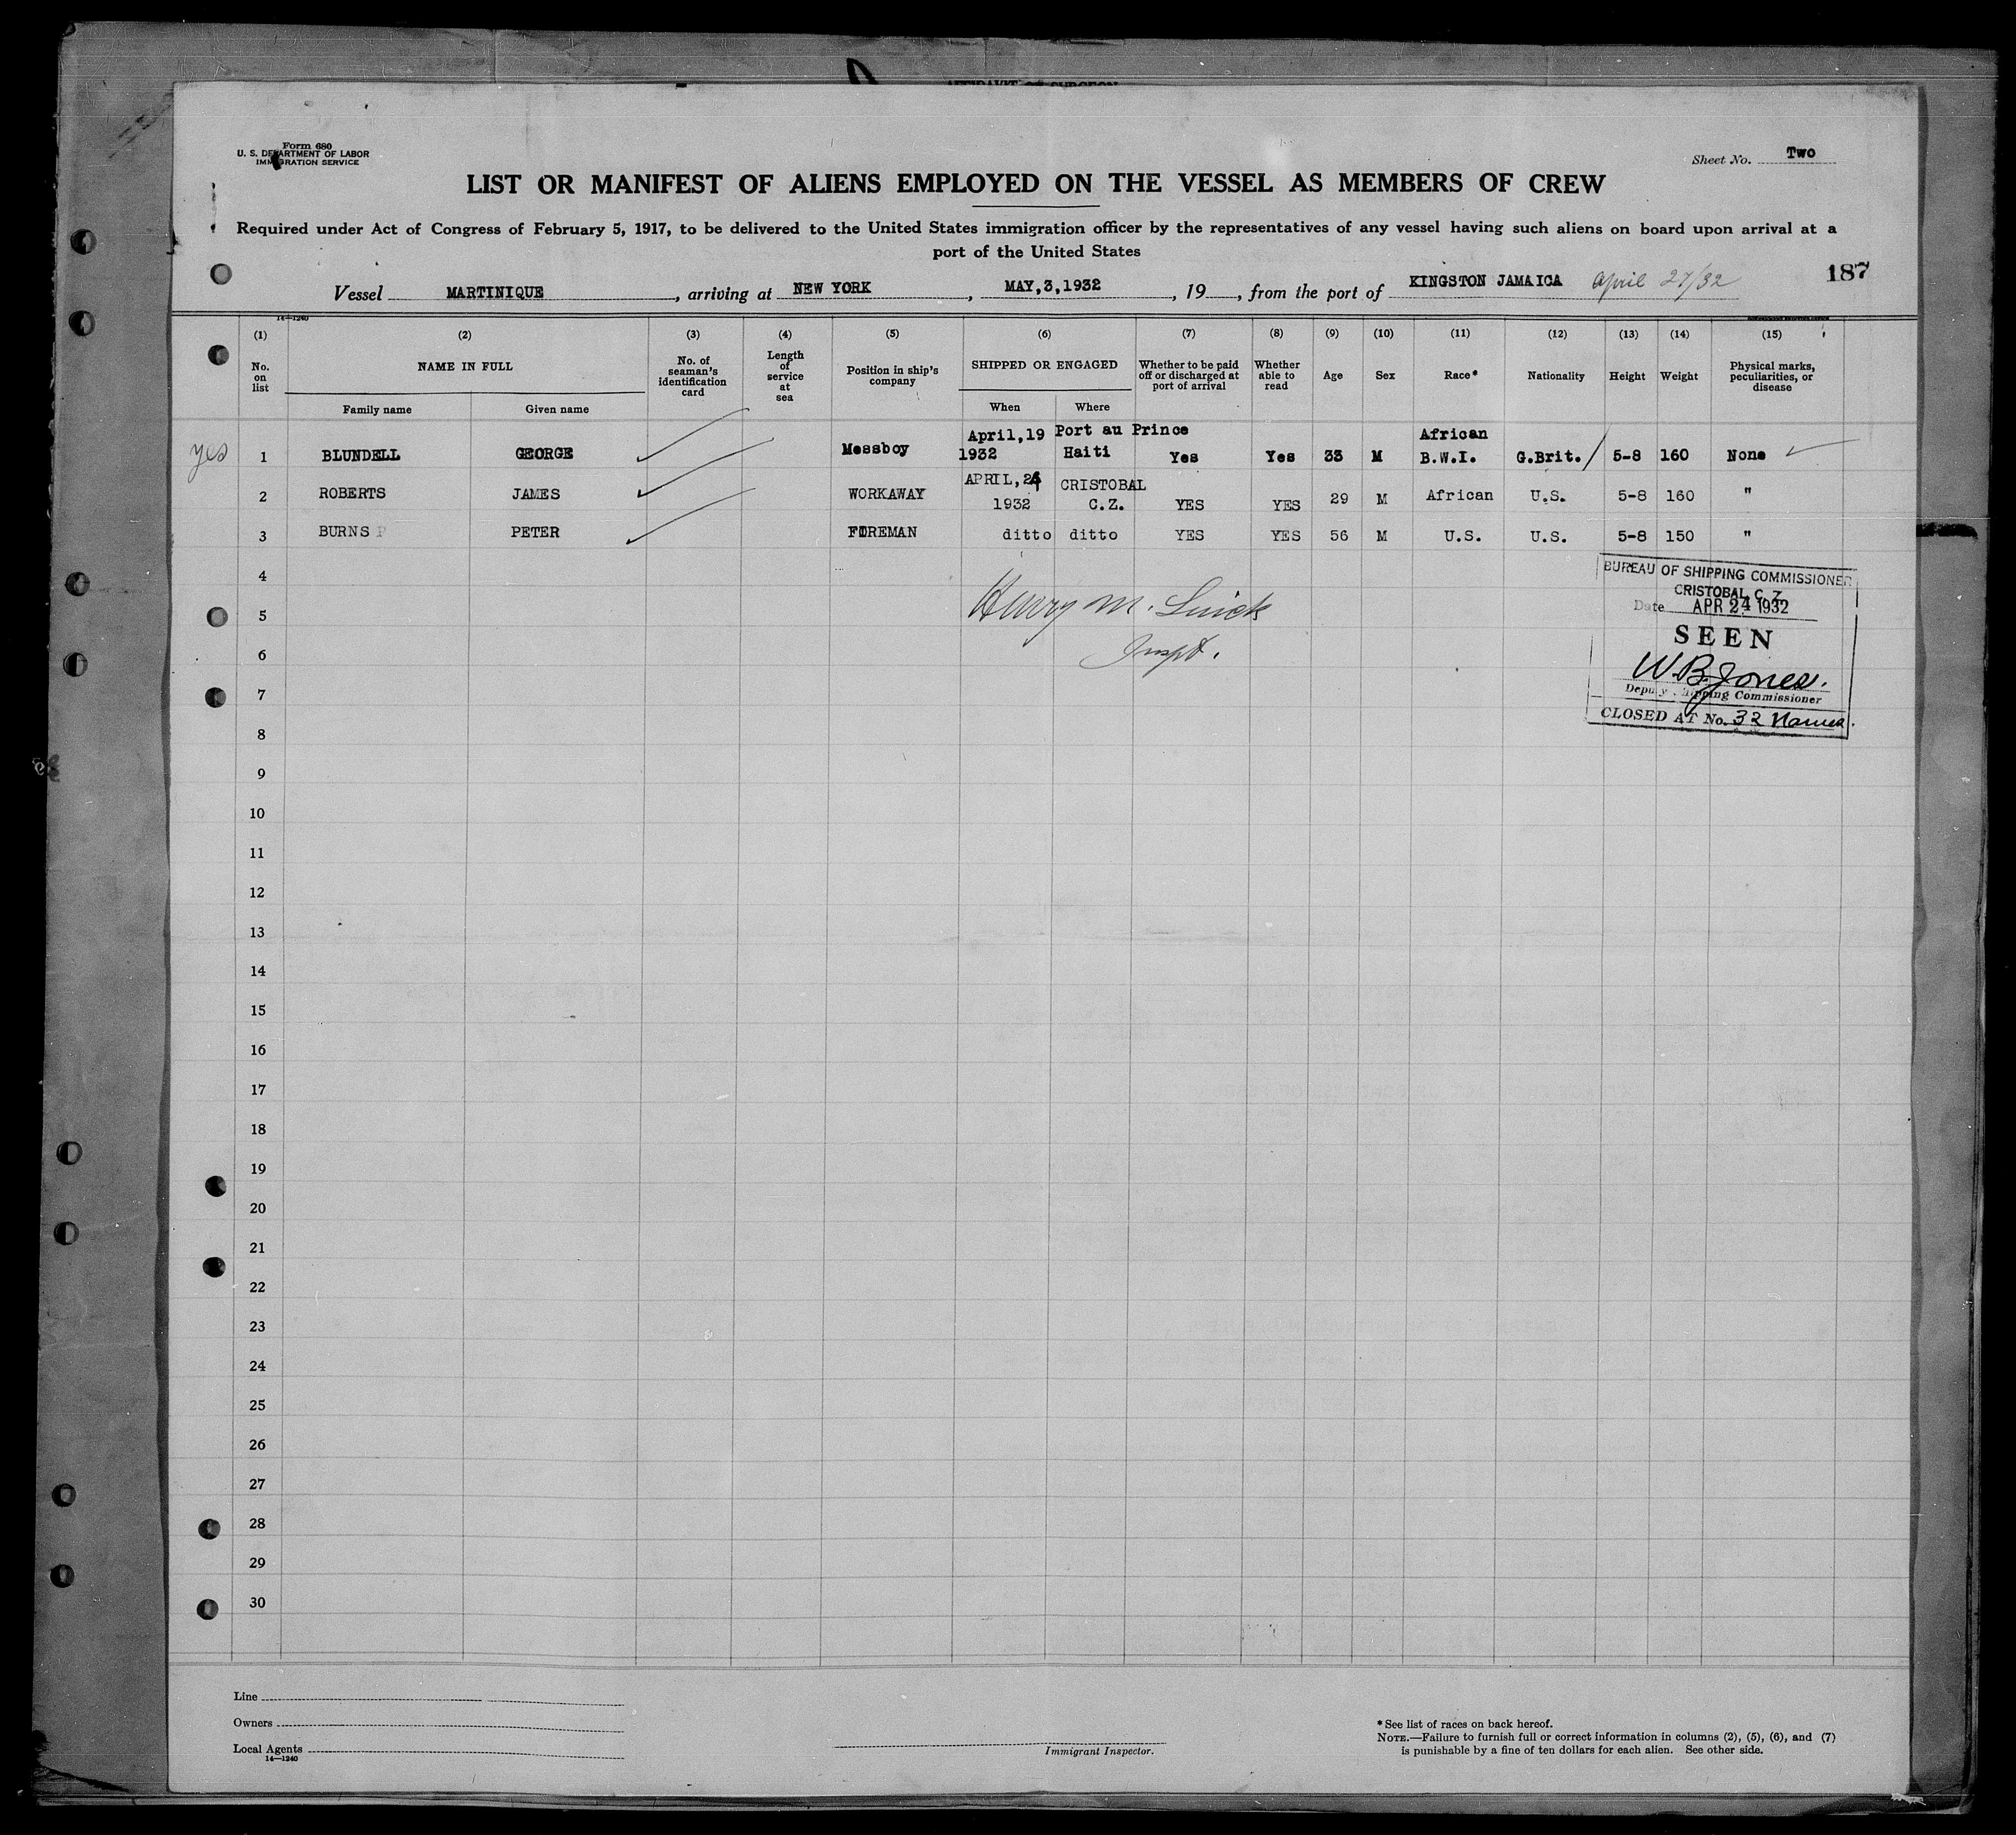 AFFIDAVIT OF SURGEON
Form 680
U. S. DEPARTMENT OF LABOR
IMMIGRATION SERVICE
Sheet No. Two
LIST OR MANIFEST OF ALIENS EMPLOYED ON THE VESSEL AS MEMBERS OF CREW
Required under Act of Congress of February 5, 1917, to be delivered to the United States immigration officer by the representatives of any vessel having such aliens on board upon arrival at a
port of the United States
187
Vessel MARTINIQUE, arriving at NEW YORK, MAY,3,1932, 19, from the port of KINGSTON JAMAICA April 27/32
14—1240
(1) (2) (3) (4) (5) (6) (7) (8) (9) (10) (11) (12) (13) (14) (15)
No. on list NAME IN FULL No. of seaman's identification card Length of service at sea Position in ship's company SHIPPED OR ENGAGED Whether to be paid off or discharged at port of arrival Whether able to read Age Sex Race* Nationality Height Weight Physical marks, peculiarities, or disease
Family name Given name When Where
yes 1 BLUNDELL GEORGE Messboy April,19 1932 Port au Prince Haiti Yes Yes 33 M African B.W.I. G.Brit. 5-8 160 None
2 ROBERTS JAMES WORKAWAY APRIL,24 1932 CRISTOBAL C.Z. YES YES 29 M African U.S. 5-8 160 "
3 BURNS PETER FOREMAN ditto ditto YES YES 56 M U.S. U.S. 5-8 150 "
4
5
6
7
8
9
10
11
12
13
14
15
16
17
18
19
20
21
22
23
24
25
26
27
28
29
30
Henry M.
Inspt.
BUREAU OF SHIPPING COMMISSIONER
CRISTOBAL C. Z.
Date APR 24 1932
SEEN
W.B. Jones.
Deputy Shipping Commissioner
CLOSED AT No. 32 Names.
Line
Owners
Local Agents
14—1240
Immigrant Inspector.
*See list of races on back hereof.
NOTE.—Failure to furnish full or correct information in columns (2), (5), (6), and (7)
is punishable by a fine of ten dollars for each alien. See other side.